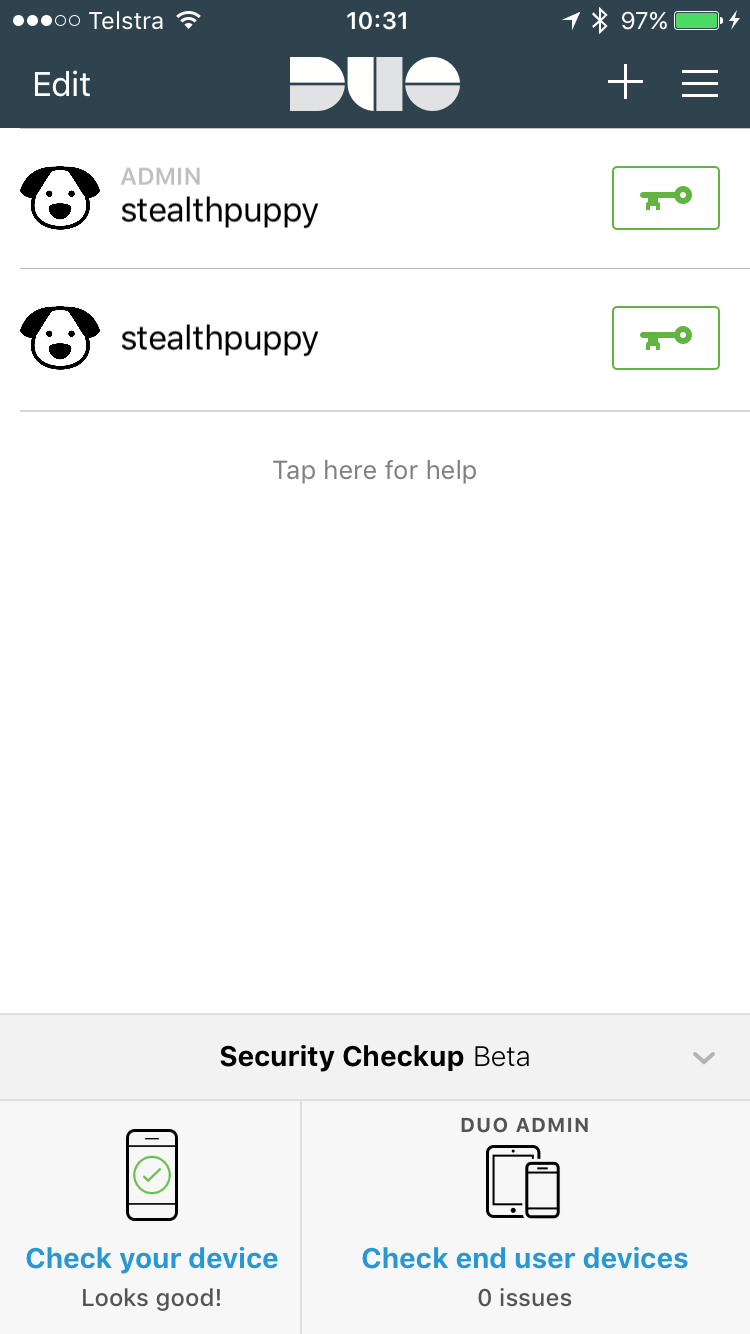 Telstra 10:31 97%
Edit DUO
ADMIN
stealthpuppy
stealthpuppy
Tap here for help
Security Checkup Beta
DUO ADMIN
Check your device
Looks good!
Check end user devices
0 issues